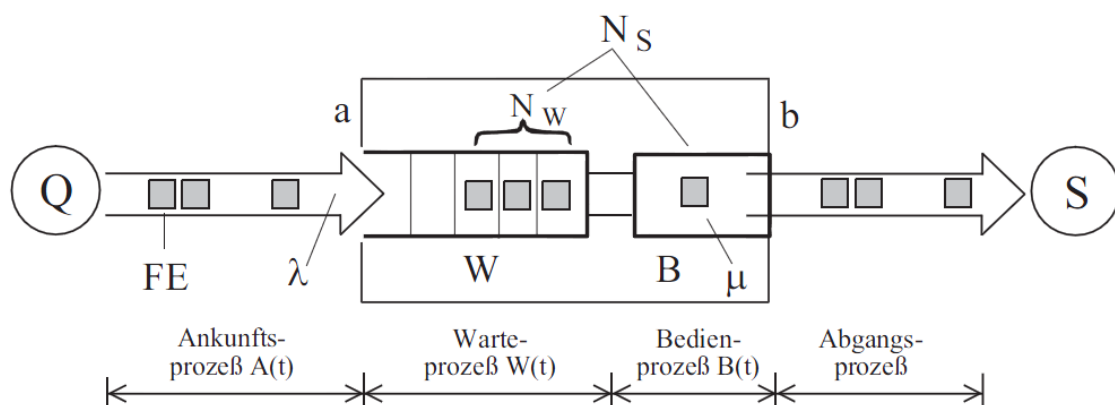 N S
a
N W
b
Q
S
FE
λ
W
B
μ
Ankunfts-
prozeß A(t)
Warte-
prozeß W(t)
Bedien-
prozeß B(t)
Abgangs-
prozeß